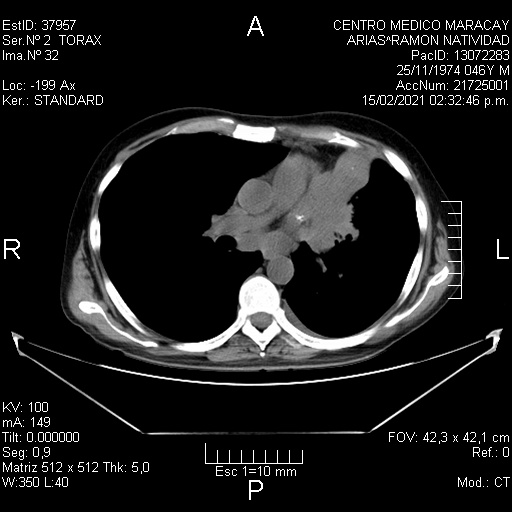 EstID: 37957
Ser.Nº 2 TORAX
Ima.Nº 32
Loc: -199 Ax
Ker.: STANDARD
A
CENTRO MEDICO MARACAY
ARIAS^RAMON NATIVIDAD
PacID: 13072283
25/11/1974 046Y M
AccNum: 21725001
15/02/2021 02:32:46 p.m.
R
L
KV: 100
mA: 149
Tilt: 0.000000
Seg: 0,9
Matriz 512 x 512 Thk: 5,0
W:350 L:40
Esc 1=10 mm
P
FOV: 42,3 x 42,1 cm
Ref.: 0
Mod.: CT